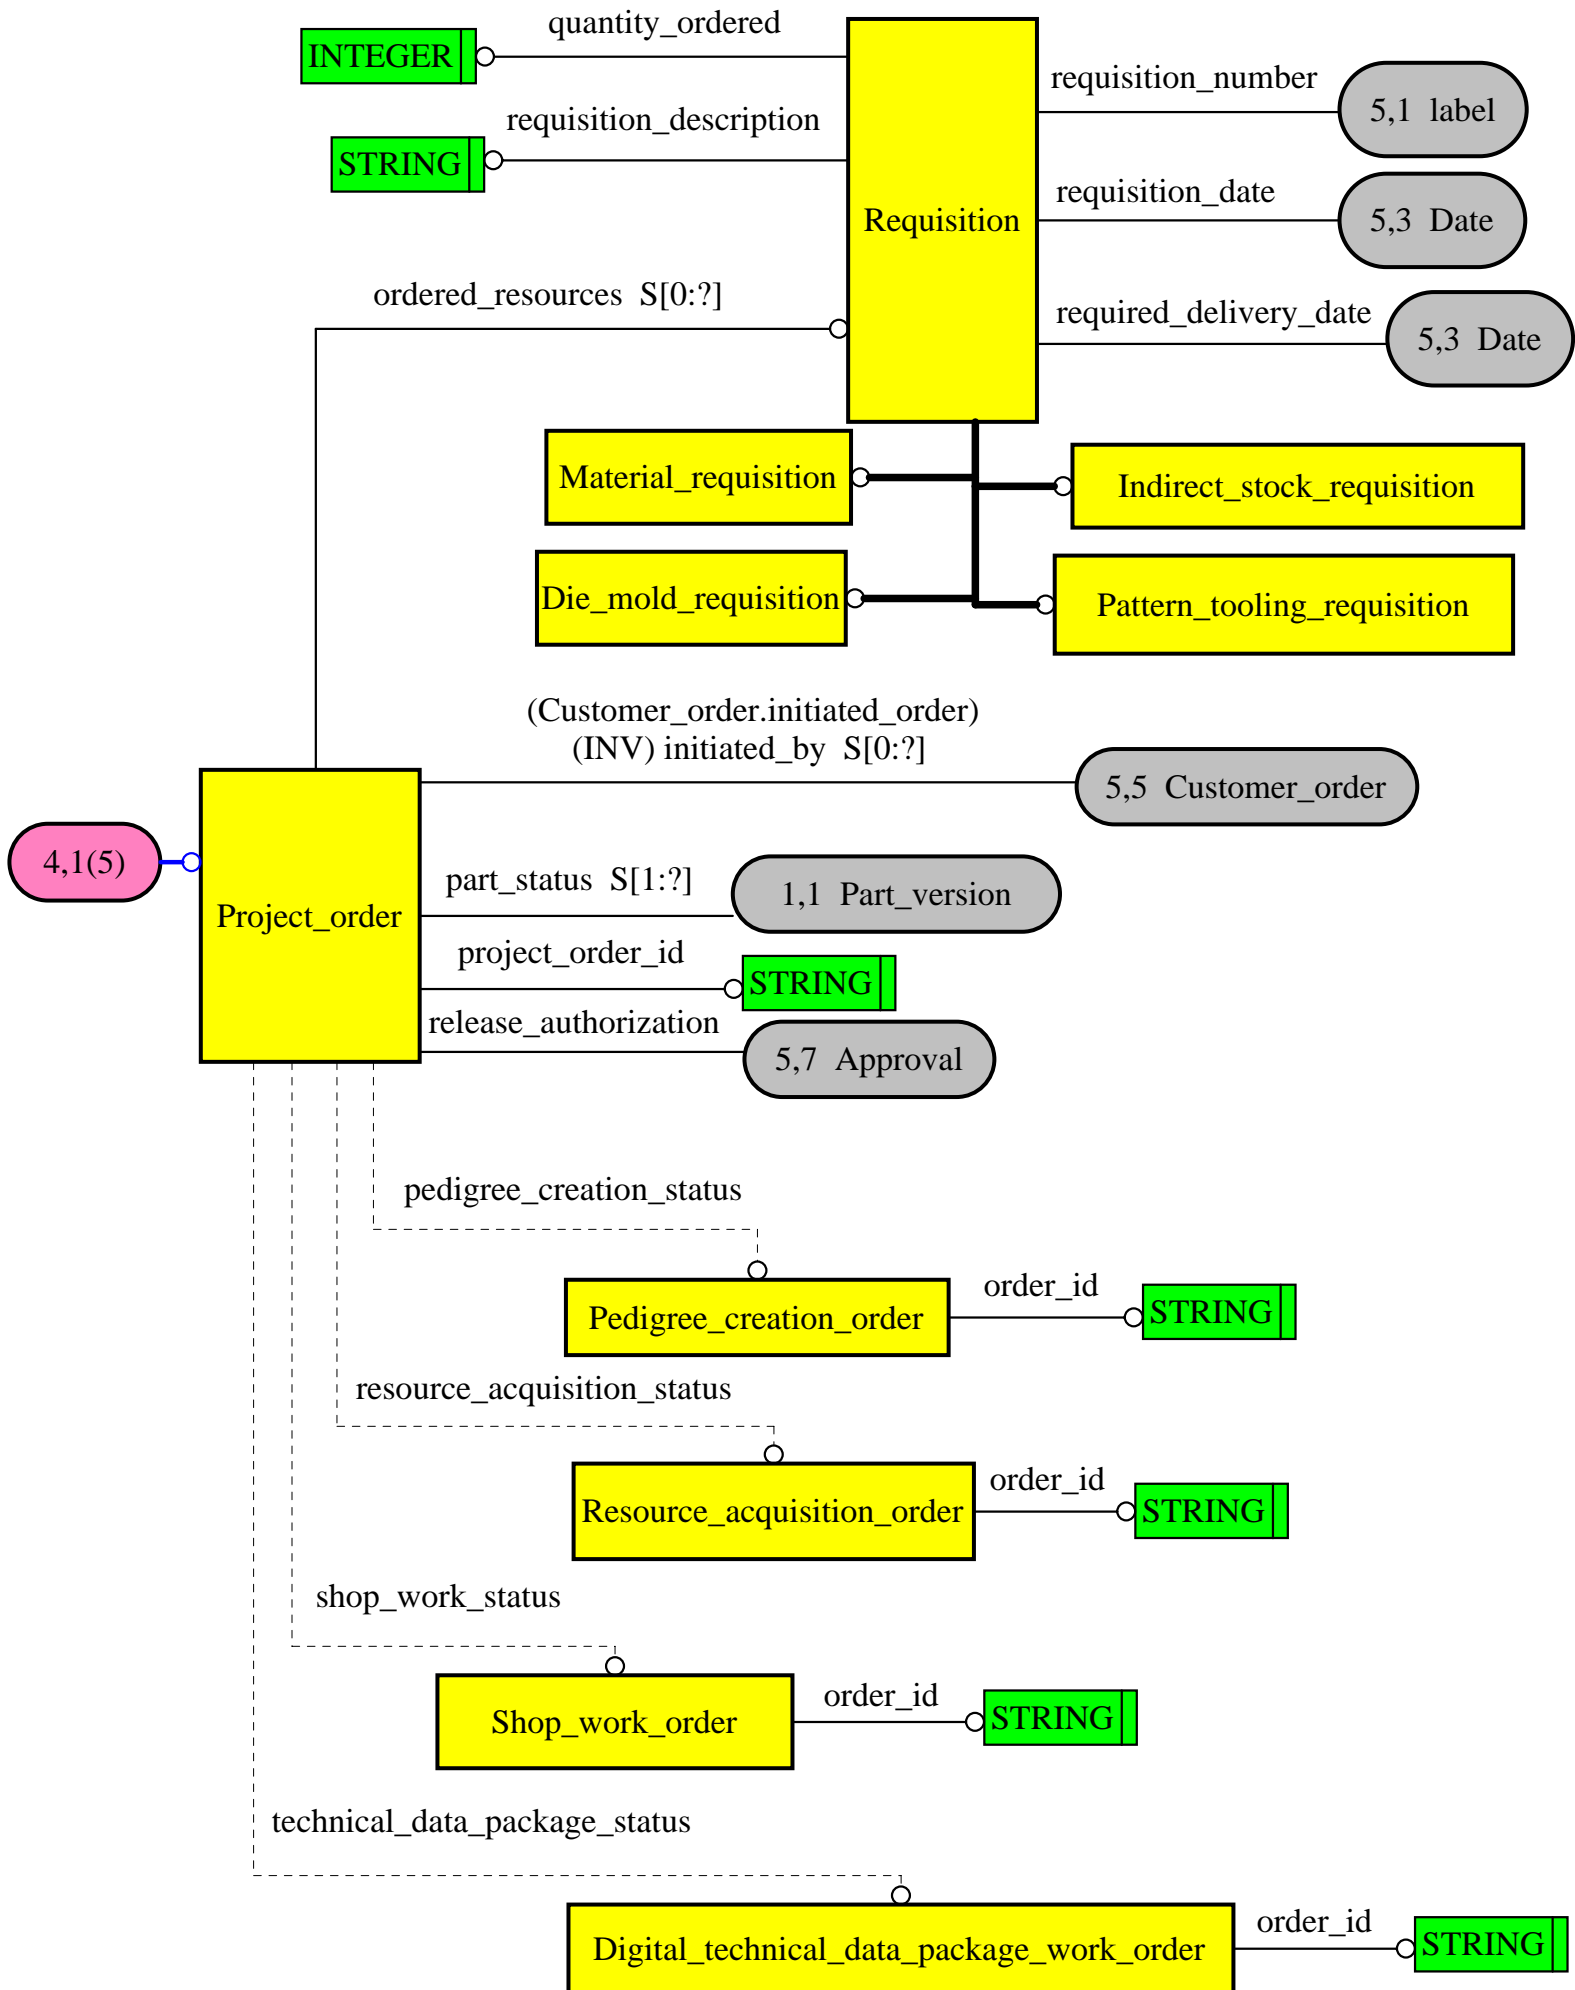 quantity_ordered
INTEGER
requisition_number
5,1 label
requisition_description
STRING
requisition_date
Requisition
5,3 Date
ordered_resources S[0:?]
required_delivery_date
5,3 Date
Material_requisition
Indirect_stock_requisition
Die_mold_requisition
Pattern_tooling_requisition
(Customer_order.initiated_order)
(INV) initiated_by S[0:?]
5,5 Customer_order
4,1(5)
part_status S[1:?]
1,1 Part_version
Project_order
project_order_id
STRING
release_authorization
5,7 Approval
pedigree_creation_status
order_id
Pedigree_creation_order
STRING
resource_acquisition_status
order_id
Resource_acquisition_order
STRING
shop_work_status
order_id
Shop_work_order
STRING
technical_data_package_status
order_id
Digital_technical_data_package_work_order
STRING